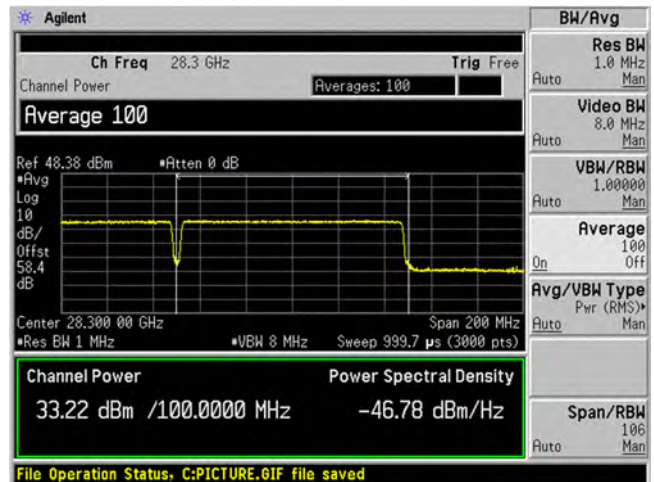 Agilent
BW/Avg
Ch Freq 28.3 GHz Trig Free
Channel Power Averages: 100
Average 100
Ref 48.38 dBm ▪Atten 0 dB
▪Avg
Log
10
dB/
Offst
58.4
dB
Center 28.300 00 GHz Span 200 MHz
▪Res BW 1 MHz ▪VBW 8 MHz Sweep 999.7 µs (3000 pts)
Channel Power Power Spectral Density
33.22 dBm /100.0000 MHz -46.78 dBm/Hz
File Operation Status, C:PICTURE.GIF file saved
Res BW
1.0 MHz
Auto Man
Video BW
8.0 MHz
Auto Man
VBW/RBW
1.00000
Auto Man
Average
100
On Off
Avg/VBW Type
Pwr (RMS)▸
Auto Man
Span/RBW
106
Auto Man